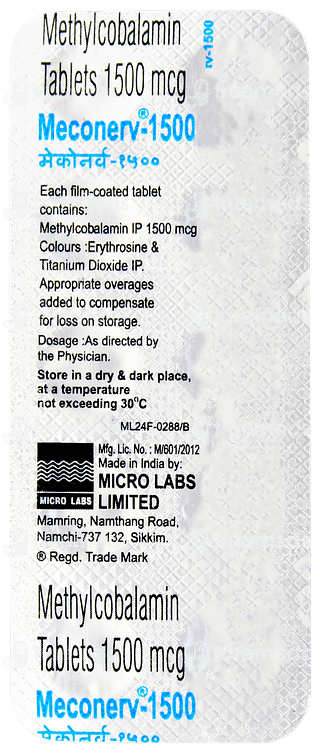 Methylcobalamin
Tablets 1500 mcg
Meconerv®-1500
मेकोनर्व-१५००
rv-1500
Each film-coated tablet
contains:
Methylcobalamin IP 1500 mcg
Colours :Erythrosine &
Titanium Dioxide IP.
Appropriate overages
added to compensate
for loss on storage.
Dosage :As directed by
the Physician.
Store in a dry & dark place,
at a temperature
not exceeding 30°C
ML24F-0288/B
Mfg. Lic. No. : M/601/2012
Made in India by:
MICRO LABS
LIMITED
MICRO LABS
Mamring, Namthang Road,
Namchi-737 132, Sikkim.
® Regd. Trade Mark
Methylcobalamin
Tablets 1500 mcg
Meconerv®-1500
मेकोनर्व-१५००